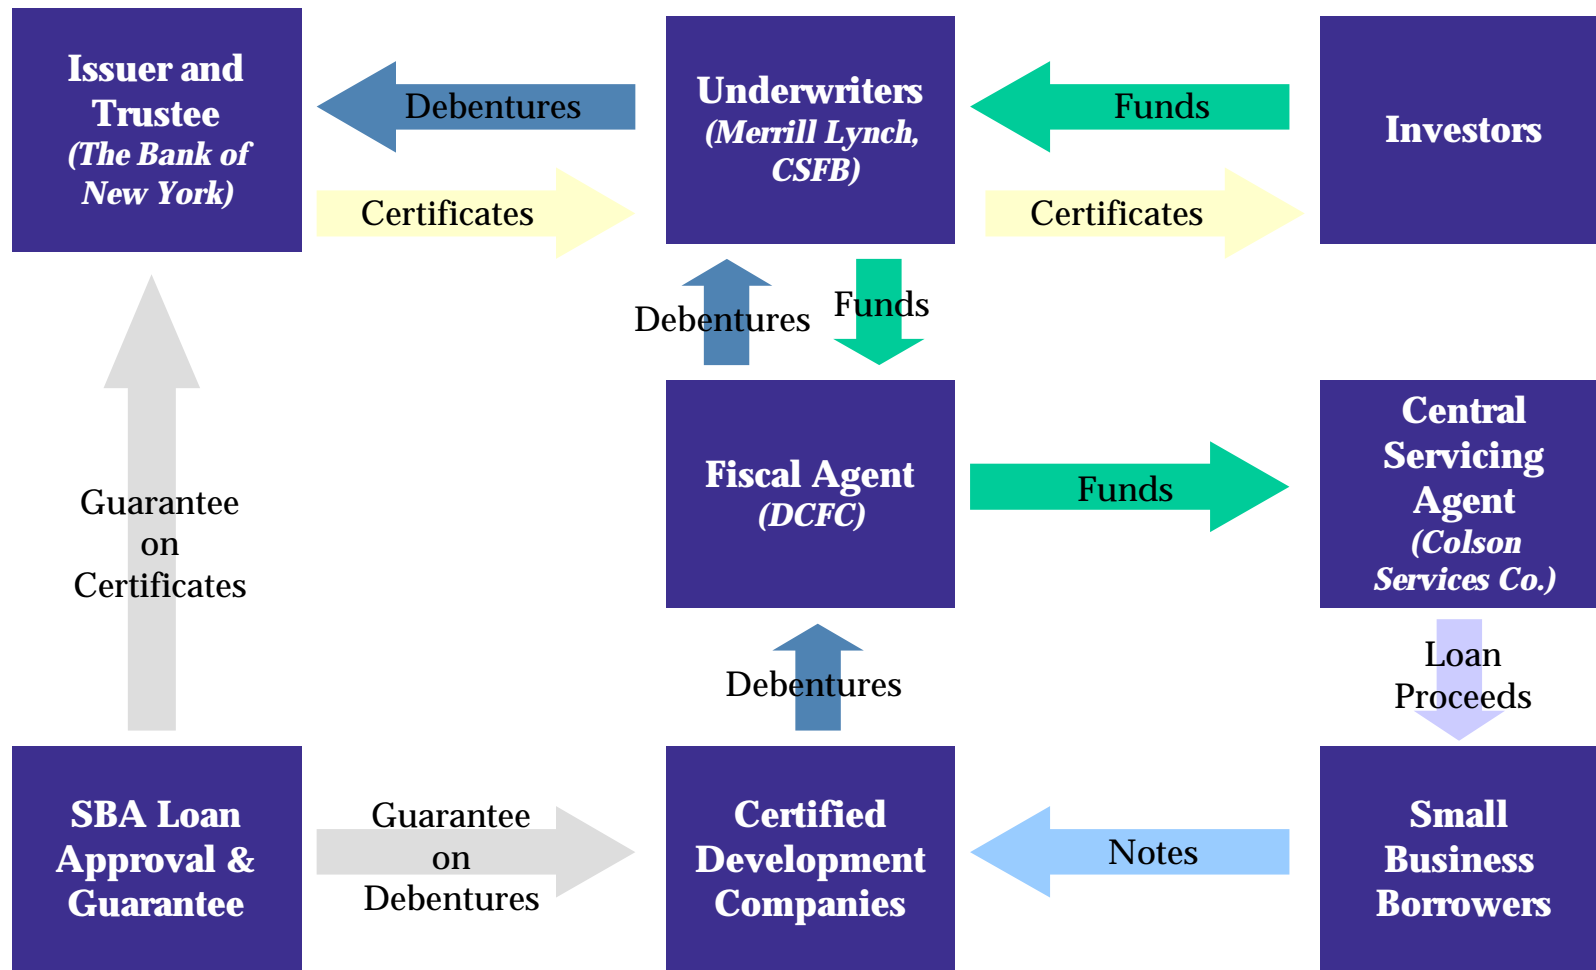 Issuer and
Trustee
(The Bank of
New York)
Debentures
Certificates
Underwriters
(Merrill Lynch,
CSFB)
Funds
Certificates
Investors
Debentures
Funds
Guarantee
on
Certificates
Fiscal Agent
(DCFC)
Funds
Central
Servicing
Agent
(Colson
Services Co.)
Debentures
Loan
Proceeds
SBA Loan
Approval &
Guarantee
Guarantee
on
Debentures
Certified
Development
Companies
Notes
Small
Business
Borrowers